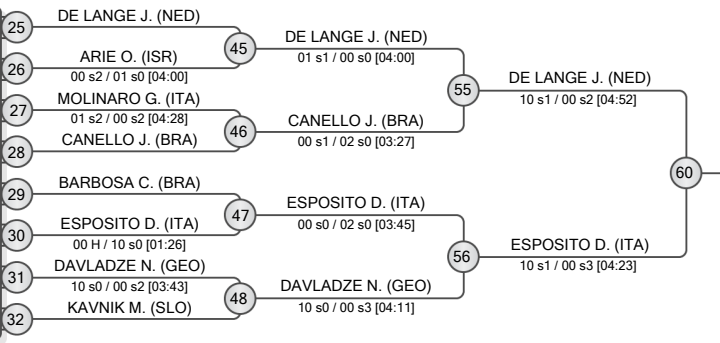 DE LANGE J. (NED)
25
ARIE O. (ISR)
26
00 s2 / 01 s0 [04:00]
45
DE LANGE J. (NED)
01 s1 / 00 s0 [04:00]
MOLINARO G. (ITA)
27
01 s2 / 00 s2 [04:28]
CANELLO J. (BRA)
28
46
CANELLO J. (BRA)
00 s1 / 02 s0 [03:27]
55
DE LANGE J. (NED)
10 s1 / 00 s2 [04:52]
BARBOSA C. (BRA)
29
ESPOSITO D. (ITA)
30
00 H / 10 s0 [01:26]
47
ESPOSITO D. (ITA)
00 s0 / 02 s0 [03:45]
DAVLADZE N. (GEO)
31
10 s0 / 00 s2 [03:43]
KAVNIK M. (SLO)
32
48
DAVLADZE N. (GEO)
10 s0 / 00 s3 [04:11]
56
ESPOSITO D. (ITA)
10 s1 / 00 s3 [04:23]
60